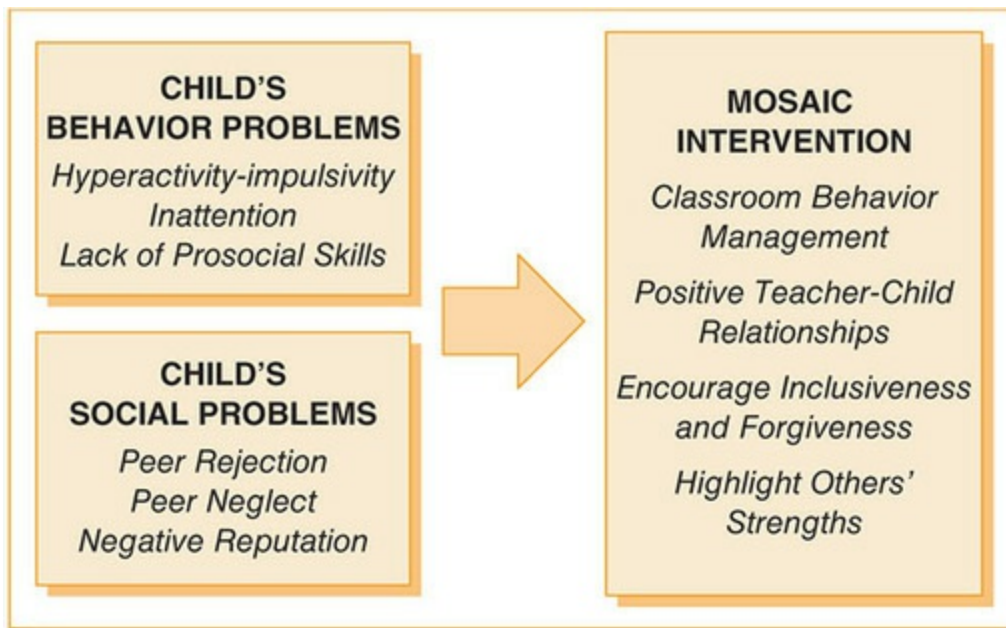 CHILD'S
BEHAVIOR PROBLEMS
Hyperactivity-impulsivity
Inattention
Lack of Prosocial Skills
CHILD'S
SOCIAL PROBLEMS
Peer Rejection
Peer Neglect
Negative Reputation
MOSAIC
INTERVENTION
Classroom Behavior
Management
Positive Teacher-Child
Relationships
Encourage Inclusiveness
and Forgiveness
Highlight Others'
Strengths